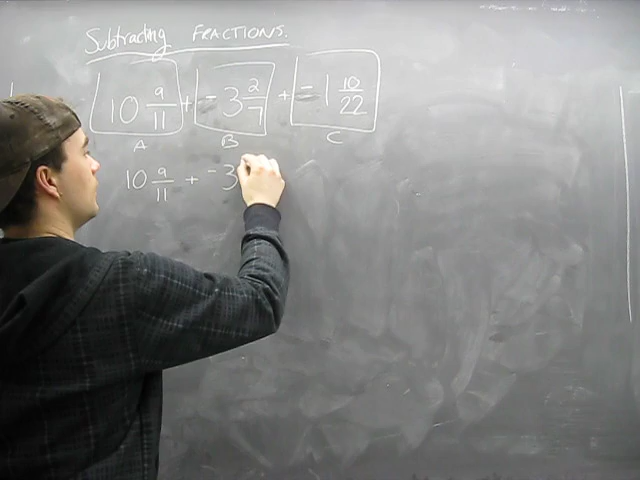 Subtracting FRACTIONS.
10 9/11 + -3 2/7 + -1 10/22
A B C
10 9/11 + -3